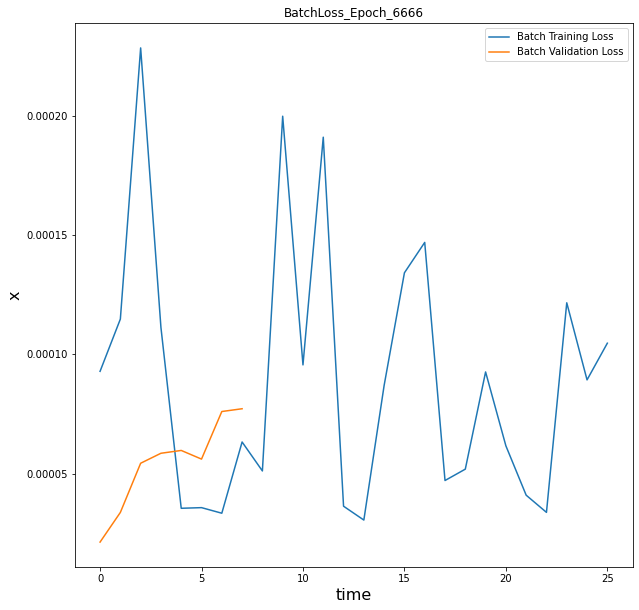 BatchLoss_Epoch_6666
Batch Training Loss
Batch Validation Loss
0.00020
0.00015
0.00010
0.00005
x
0 5 10 15 20 25
time